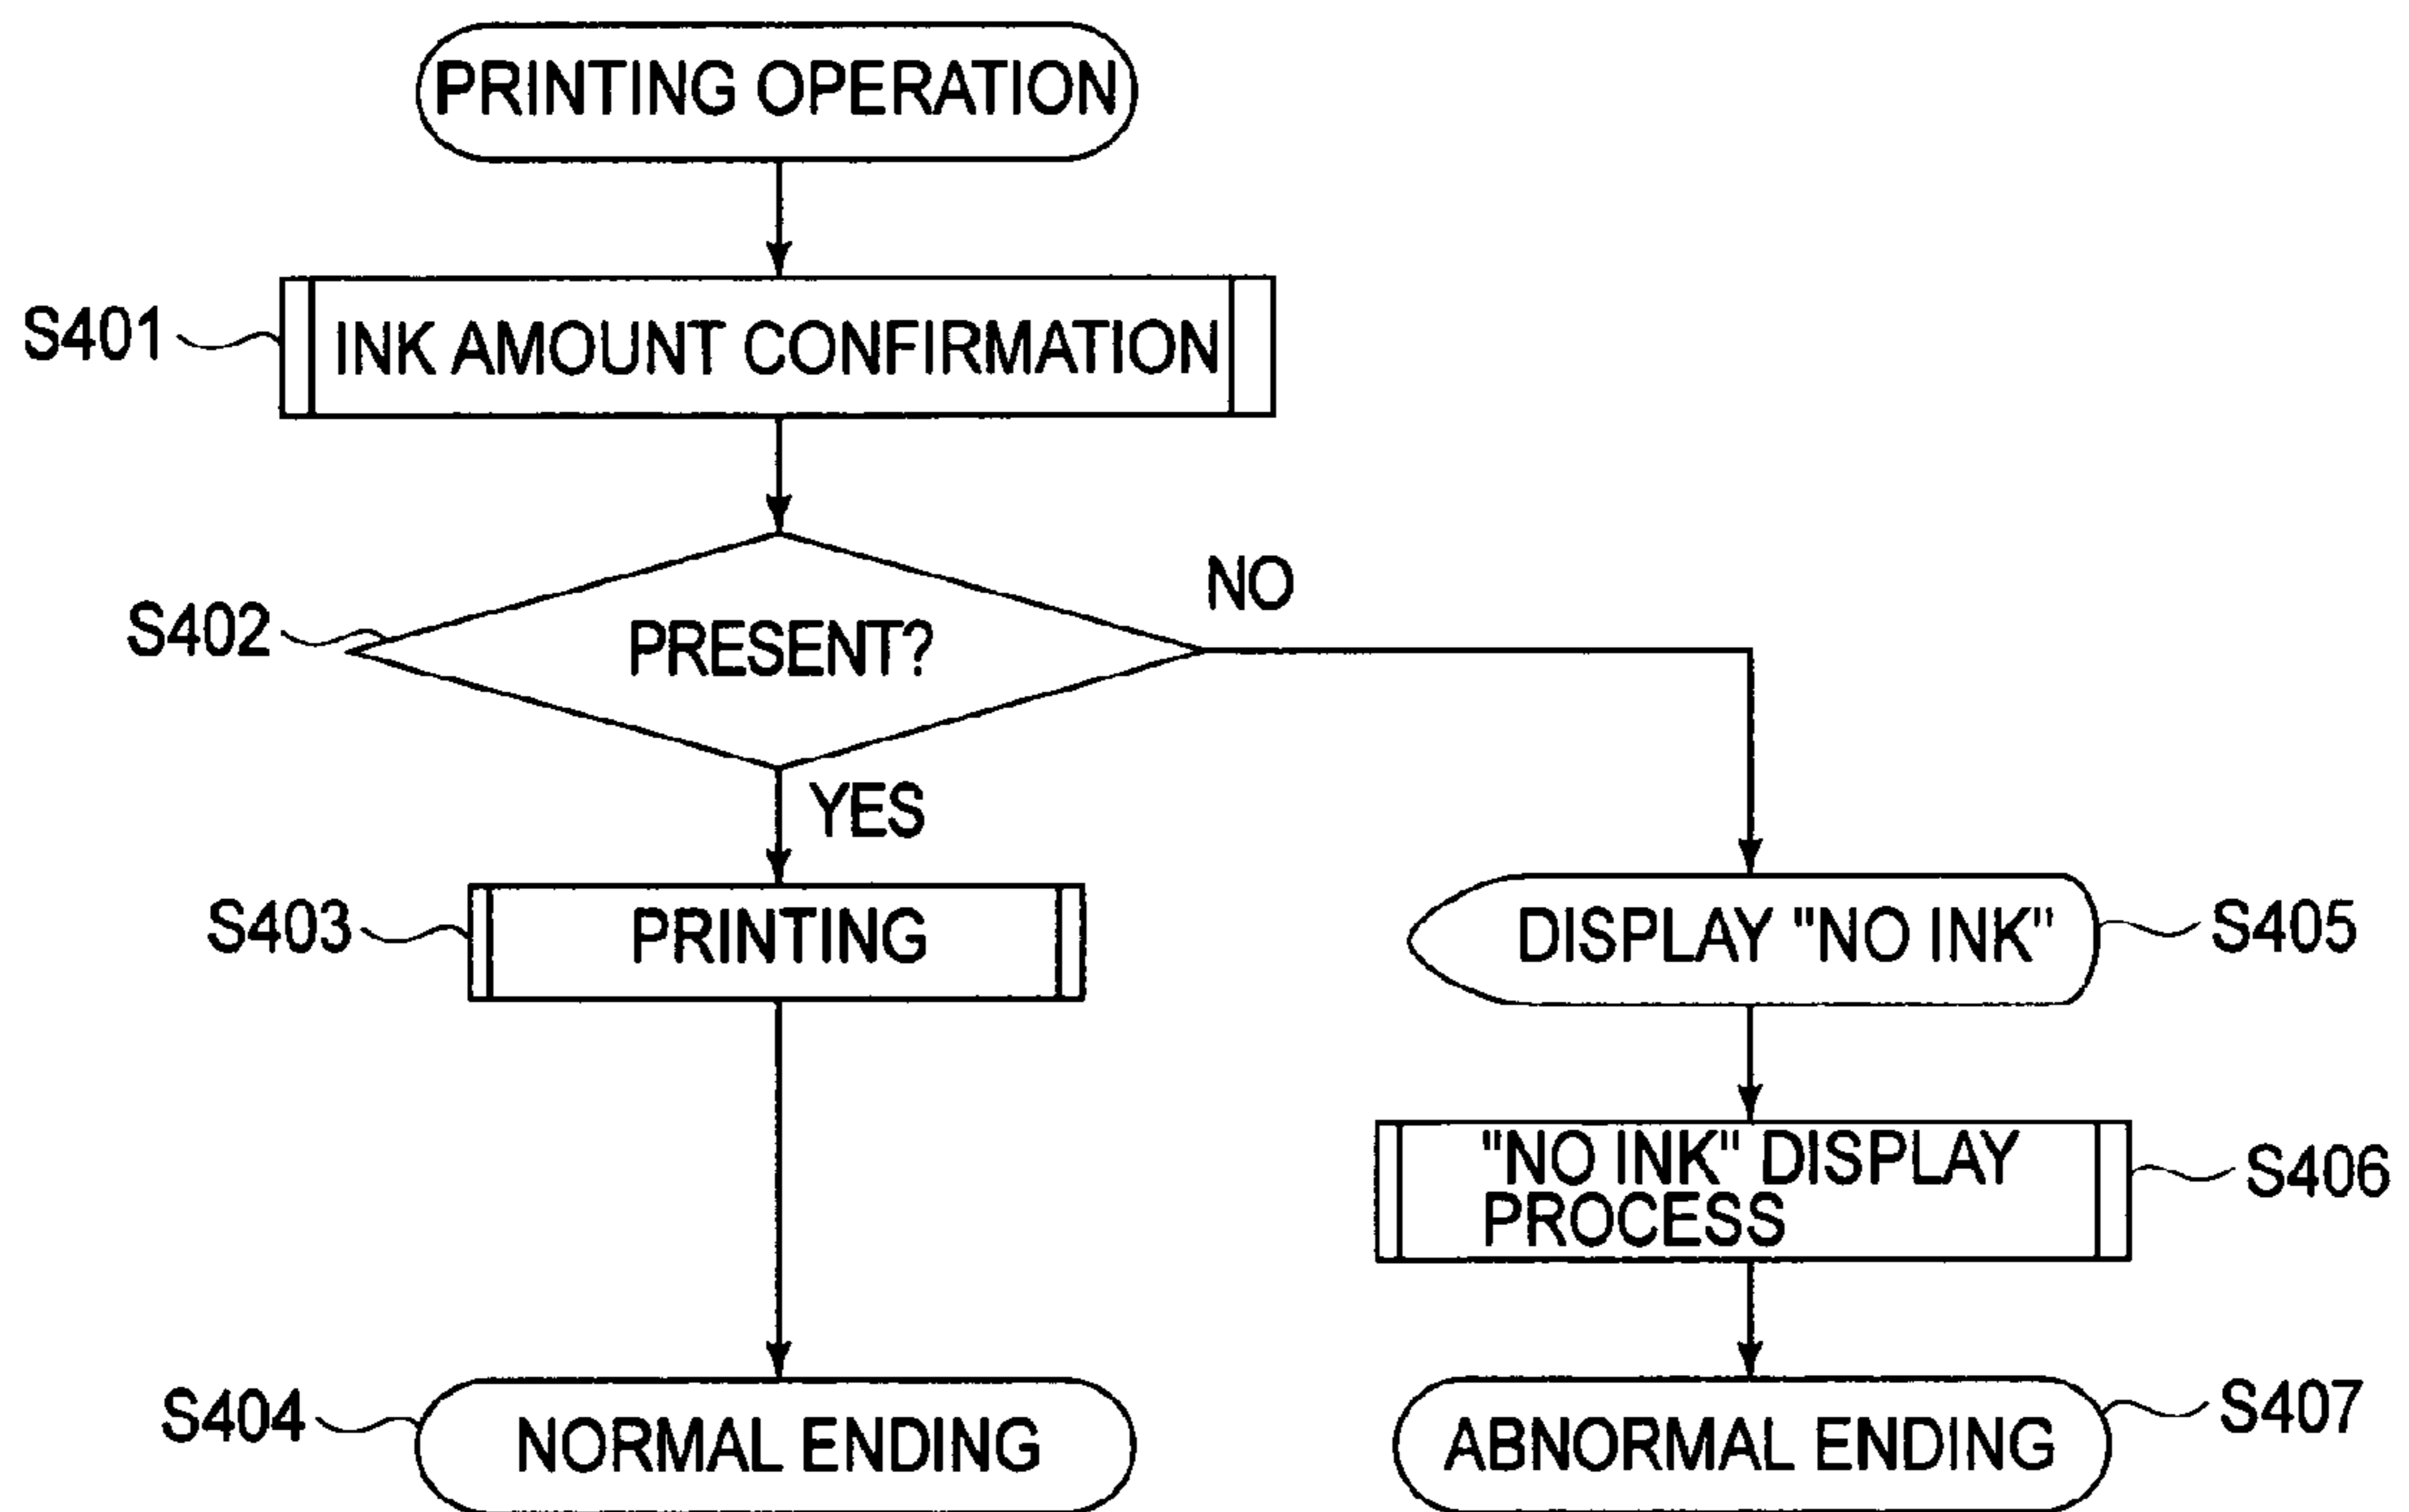 PRINTING OPERATION
S401
INK AMOUNT CONFIRMATION
S402
PRESENT?
NO
YES
S403
PRINTING
DISPLAY "NO INK"
S405
"NO INK" DISPLAY
PROCESS
S406
S404
NORMAL ENDING
ABNORMAL ENDING
S407